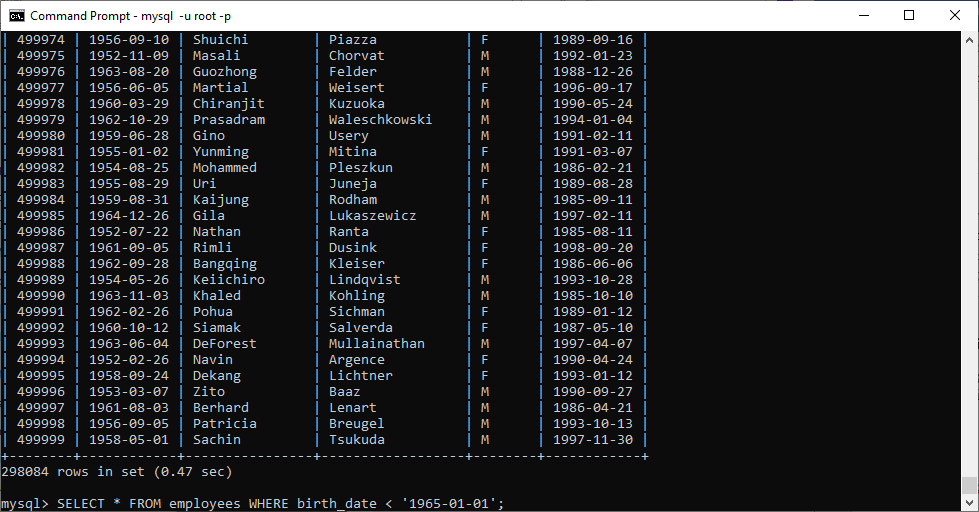 Command Prompt - mysql -u root -p
| 499974 | 1956-09-10 | Shuichi | Piazza | F | 1989-09-16 |
| 499975 | 1952-11-09 | Masali | Chorvat | M | 1992-01-23 |
| 499976 | 1963-08-20 | Guozhong | Felder | M | 1988-12-26 |
| 499977 | 1956-06-05 | Martial | Weisert | F | 1996-09-17 |
| 499978 | 1960-03-29 | Chiranjit | Kuzuoka | M | 1990-05-24 |
| 499979 | 1962-10-29 | Prasadram | Waleschkowski | M | 1994-01-04 |
| 499980 | 1959-06-28 | Gino | Usery | M | 1991-02-11 |
| 499981 | 1955-01-02 | Yunming | Mitina | F | 1991-03-07 |
| 499982 | 1954-08-25 | Mohammed | Pleszkun | M | 1986-02-21 |
| 499983 | 1955-08-29 | Uri | Juneja | F | 1989-08-28 |
| 499984 | 1959-08-31 | Kaijung | Rodham | M | 1985-09-11 |
| 499985 | 1964-12-26 | Gila | Lukaszewicz | M | 1997-02-11 |
| 499986 | 1952-07-22 | Nathan | Ranta | F | 1985-08-11 |
| 499987 | 1961-09-05 | Rimli | Dusink | F | 1998-09-20 |
| 499988 | 1962-09-28 | Bangqing | Kleiser | F | 1986-06-06 |
| 499989 | 1954-05-26 | Keiichiro | Lindqvist | M | 1993-10-28 |
| 499990 | 1963-11-03 | Khaled | Kohling | M | 1985-10-10 |
| 499991 | 1962-02-26 | Pohua | Sichman | F | 1989-01-12 |
| 499992 | 1960-10-12 | Siamak | Salverda | F | 1987-05-10 |
| 499993 | 1963-06-04 | DeForest | Mullainathan | M | 1997-04-07 |
| 499994 | 1952-02-26 | Navin | Argence | F | 1990-04-24 |
| 499995 | 1958-09-24 | Dekang | Lichtner | F | 1993-01-12 |
| 499996 | 1953-03-07 | Zito | Baaz | M | 1990-09-27 |
| 499997 | 1961-08-03 | Berhard | Lenart | M | 1986-04-21 |
| 499998 | 1956-09-05 | Patricia | Breugel | M | 1993-10-13 |
| 499999 | 1958-05-01 | Sachin | Tsukuda | M | 1997-11-30 |
+--------+------------+----------------+------------------+--------+------------+
298084 rows in set (0.47 sec)
mysql> SELECT * FROM employees WHERE birth_date < '1965-01-01';